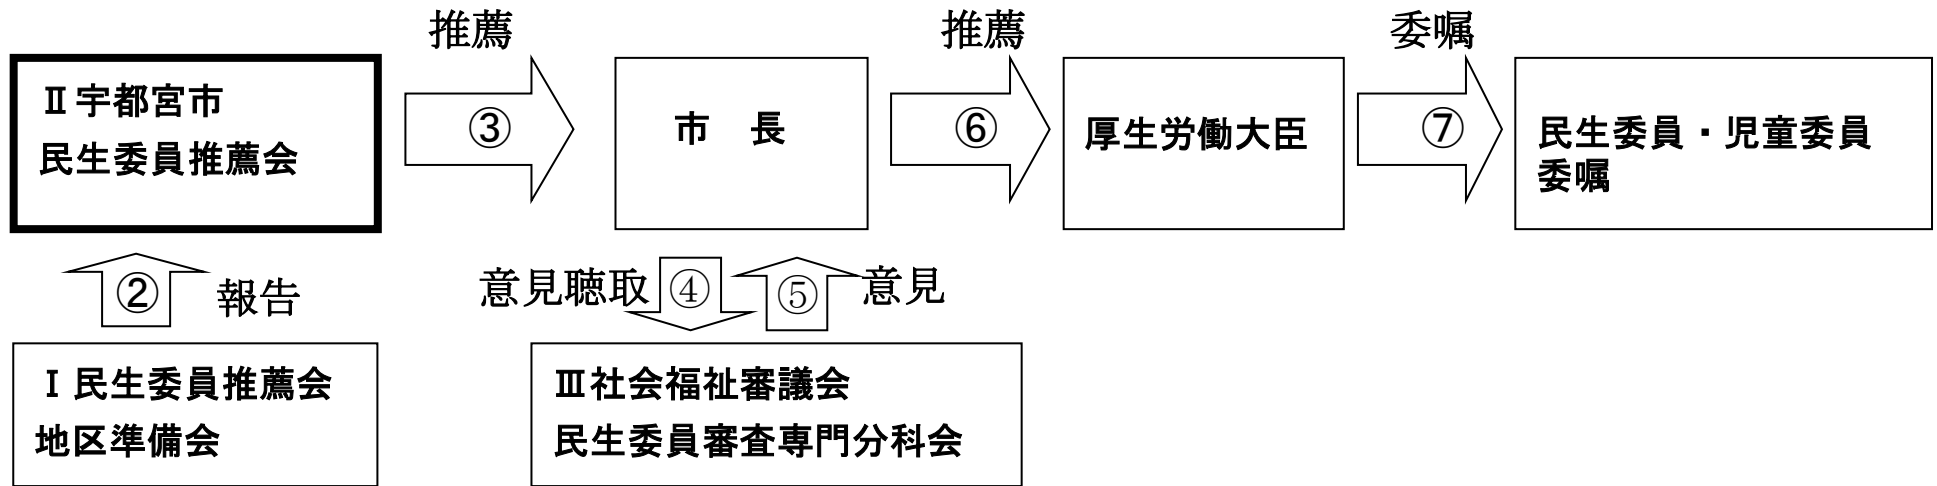 推薦
推薦
委嘱
Ⅱ宇都宮市
民生委員推薦会
③
市　長
⑥
厚生労働大臣
⑦
民生委員・児童委員
委嘱
②
報告
意見聴取
④
⑤
意見
Ⅰ民生委員推薦会
地区準備会
Ⅲ社会福祉審議会
民生委員審査専門分科会